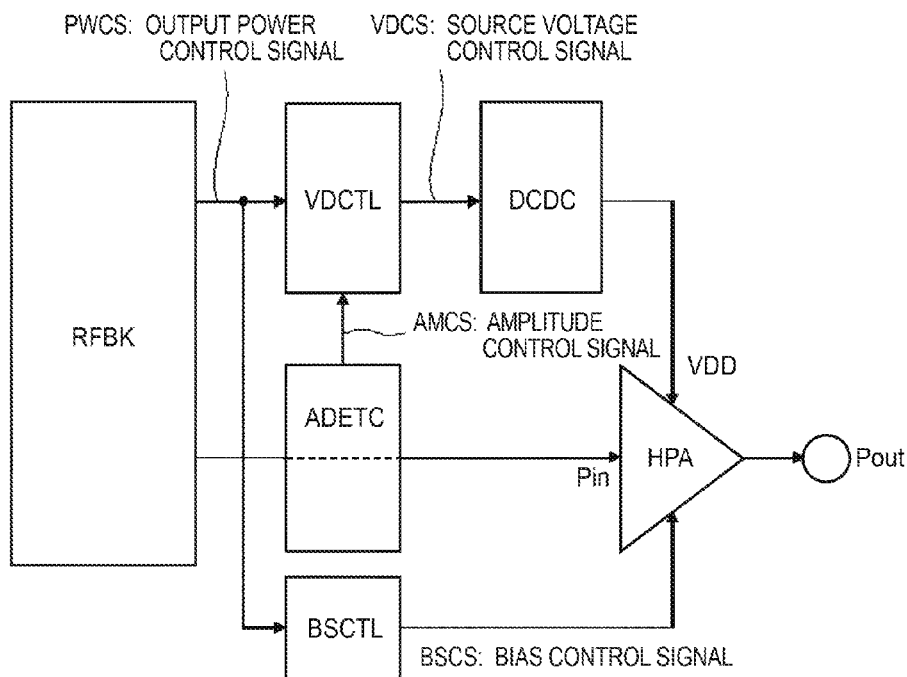 PWCS: OUTPUT POWER
CONTROL SIGNAL
VDCS: SOURCE VOLTAGE
CONTROL SIGNAL
RFBK
VDCTL
DCDC
AMCS: AMPLITUDE
CONTROL SIGNAL
VDD
ADETC
Pin
HPA
Pout
BSCTL
BSCS: BIAS CONTROL SIGNAL